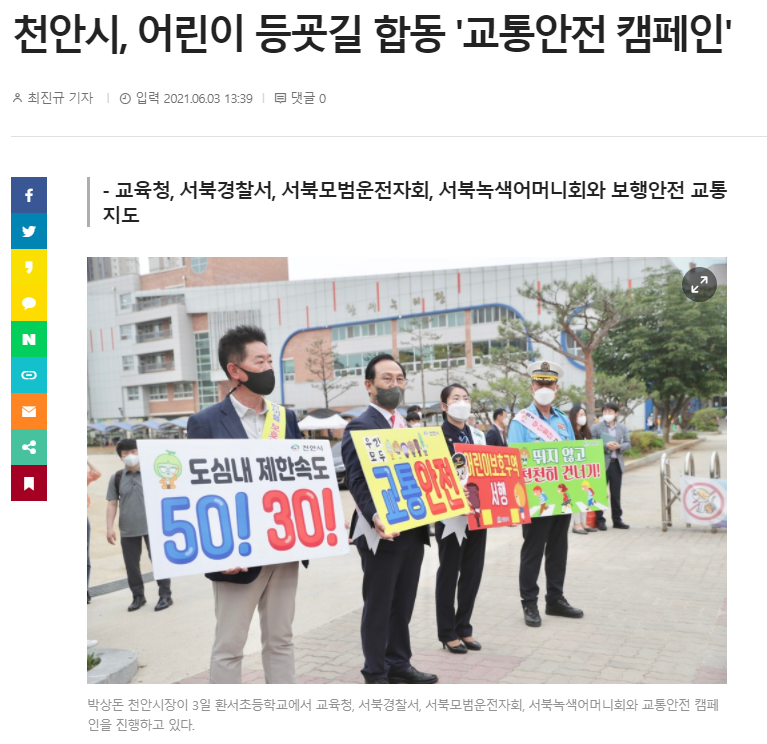 천안시, 어린이 등굣길 합동 '교통안전 캠페인'
최진규 기자 입력 2021.06.03 13:39 댓글 0
- 교육청, 서북경찰서, 서북모범운전자회, 서북녹색어머니회와 보행안전 교통
지도
천안시
도심내 제한속도
50! 30!
모두
교통안전
어린이보호구역
서행
뛰지 않고
천천히 건너기!
박상돈 천안시장이 3일 환서초등학교에서 교육청, 서북경찰서, 서북모범운전자회, 서북녹색어머니회와 교통안전 캠페
인을 진행하고 있다.